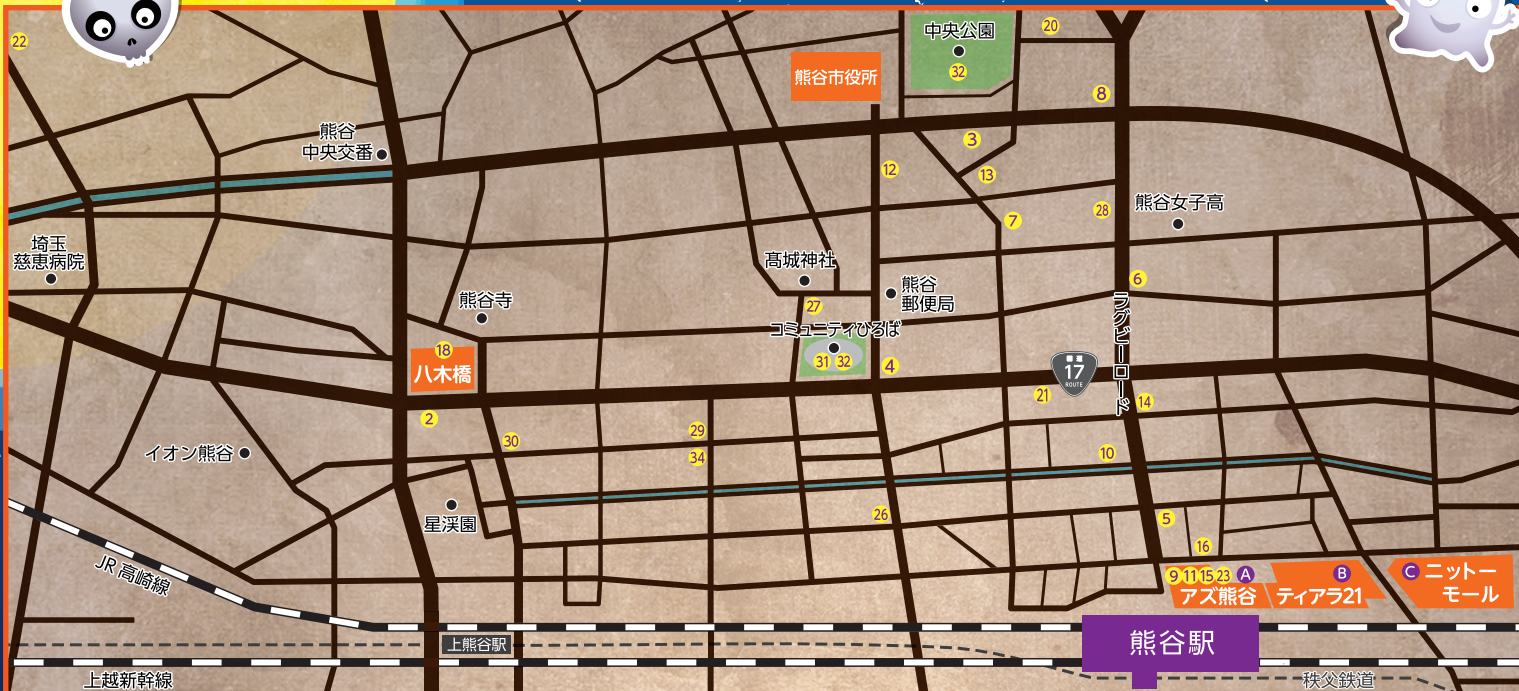 22
20
中央公園
32
熊谷市役所
8
熊谷
中央交番
3
12
13
28
7
熊谷女子高
埼玉
慈恵病院
髙城神社
熊谷
郵便局
6
熊谷寺
27
コミュニティひろば
31 32
ラグビーロード
18
八木橋
4
国道
17
ROUTE
21
14
2
30
29
34
10
イオン熊谷
星渓園
26
5
16
JR高崎線
9 11 15 23 A
アズ熊谷
B
ティアラ21
C ニットー
モール
上熊谷駅
熊谷駅
上越新幹線
秩父鉄道